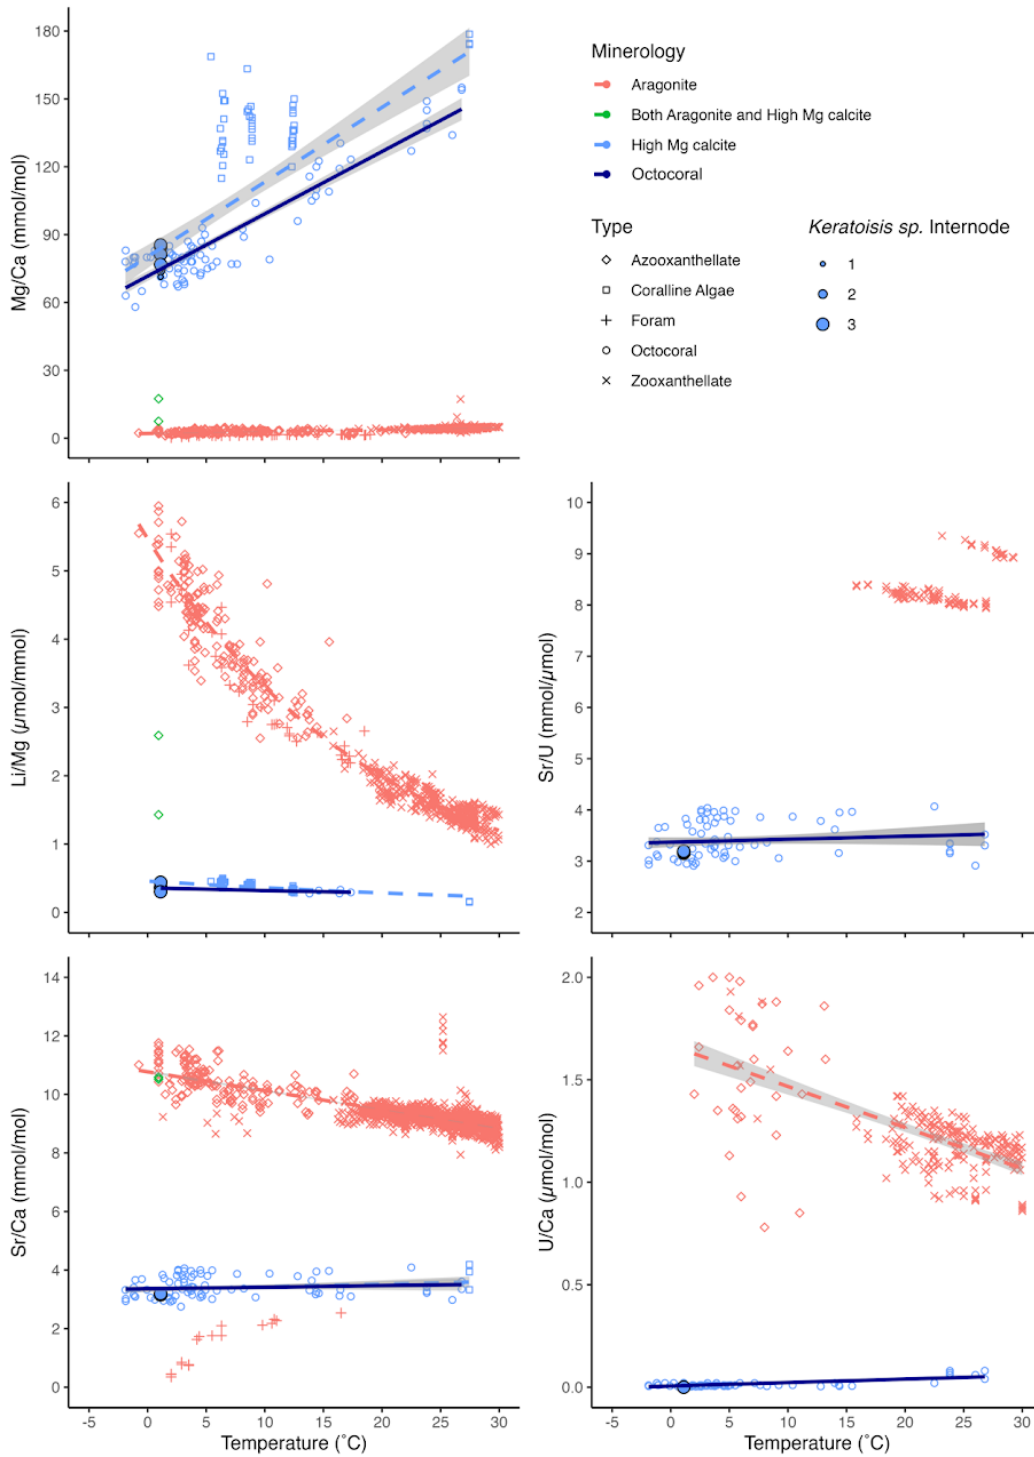 180
150
120
90
60
30
0
Mg/Ca (mmol/mol)
Minerology
Aragonite
Both Aragonite and High Mg calcite
High Mg calcite
Octocoral
Type
Azooxanthellate
Coralline Algae
Foram
Octocoral
Zooxanthellate
Keratoisis sp. Internode
1
2
3
6
5
4
3
2
1
0
Li/Mg (µmol/mmol)
10
9
8
7
6
5
4
3
2
Sr/U (mmol/µmol)
14
12
10
8
6
4
2
0
Sr/Ca (mmol/mol)
-5 0 5 10 15 20 25 30
Temperature (˚C)
2.0
1.5
1.0
0.5
0.0
U/Ca (µmol/mol)
-5 0 5 10 15 20 25 30
Temperature (˚C)